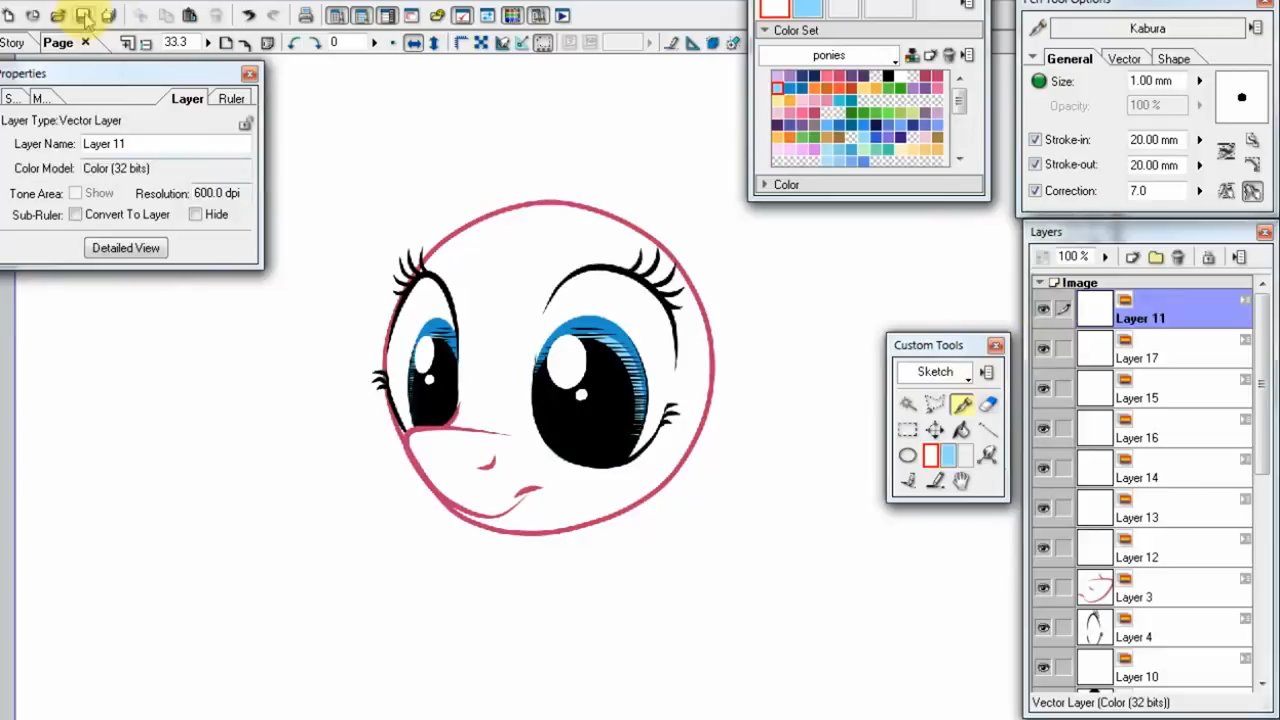 Story Page 33.3 0
Properties
S... M... Layer Ruler
Layer Type:Vector Layer
Layer Name: Layer 11
Color Model: Color (32 bits)
Tone Area: Show Resolution: 600.0 dpi
Sub-Ruler: Convert To Layer Hide
Detailed View
Color Set
ponies
Color
Pen Tool Options
Kabura
General Vector Shape
Size: 1.00 mm
Opacity: 100 %
Stroke-in: 20.00 mm
Stroke-out: 20.00 mm
Correction: 7.0
Layers
100 %
Image
Layer 11
Layer 17
Layer 15
Layer 16
Layer 14
Layer 13
Layer 12
Layer 3
Layer 4
Layer 10
Vector Layer (Color (32 bits))
Custom Tools
Sketch